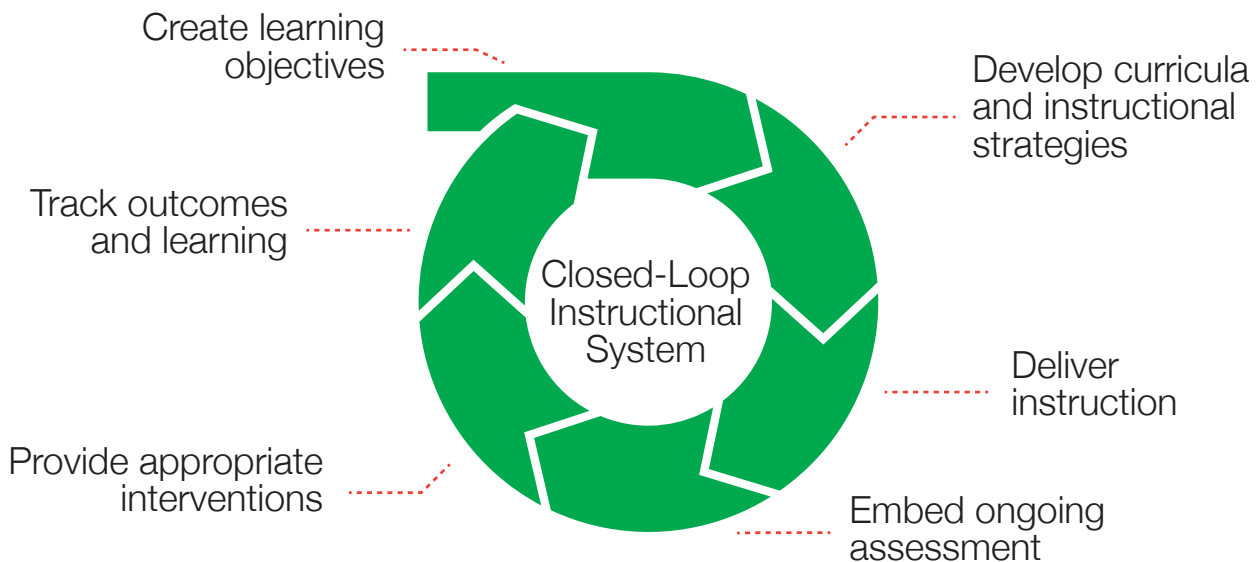 Create learning
objectives
Develop curricula
and instructional
strategies
Deliver
instruction
Embed ongoing
assessment
Provide appropriate
interventions
Track outcomes
and learning
Closed-Loop
Instructional
System